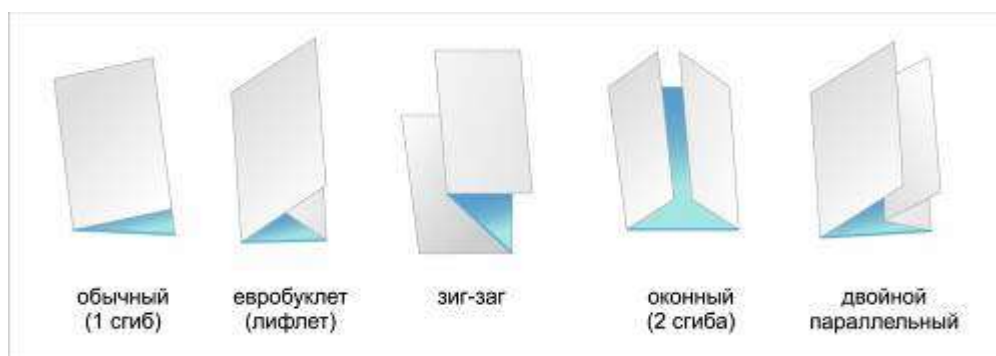 обычный
(1 сгиб)
евробуклет
(лифлет)
зиг-заг
оконный
(2 сгиба)
двойной
параллельный